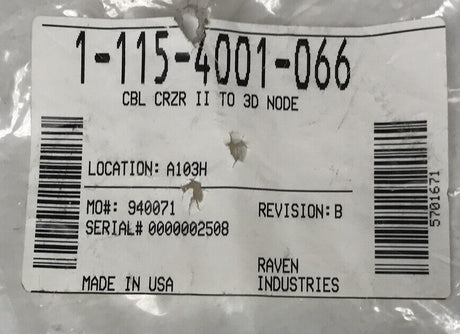 1-115-4001-066
CBL CRZR II TO 3D NODE
LOCATION: A103H
MO#: 940071
REVISION: B
SERIAL# 0000002508
MADE IN USA
RAVEN
INDUSTRIES
5701671